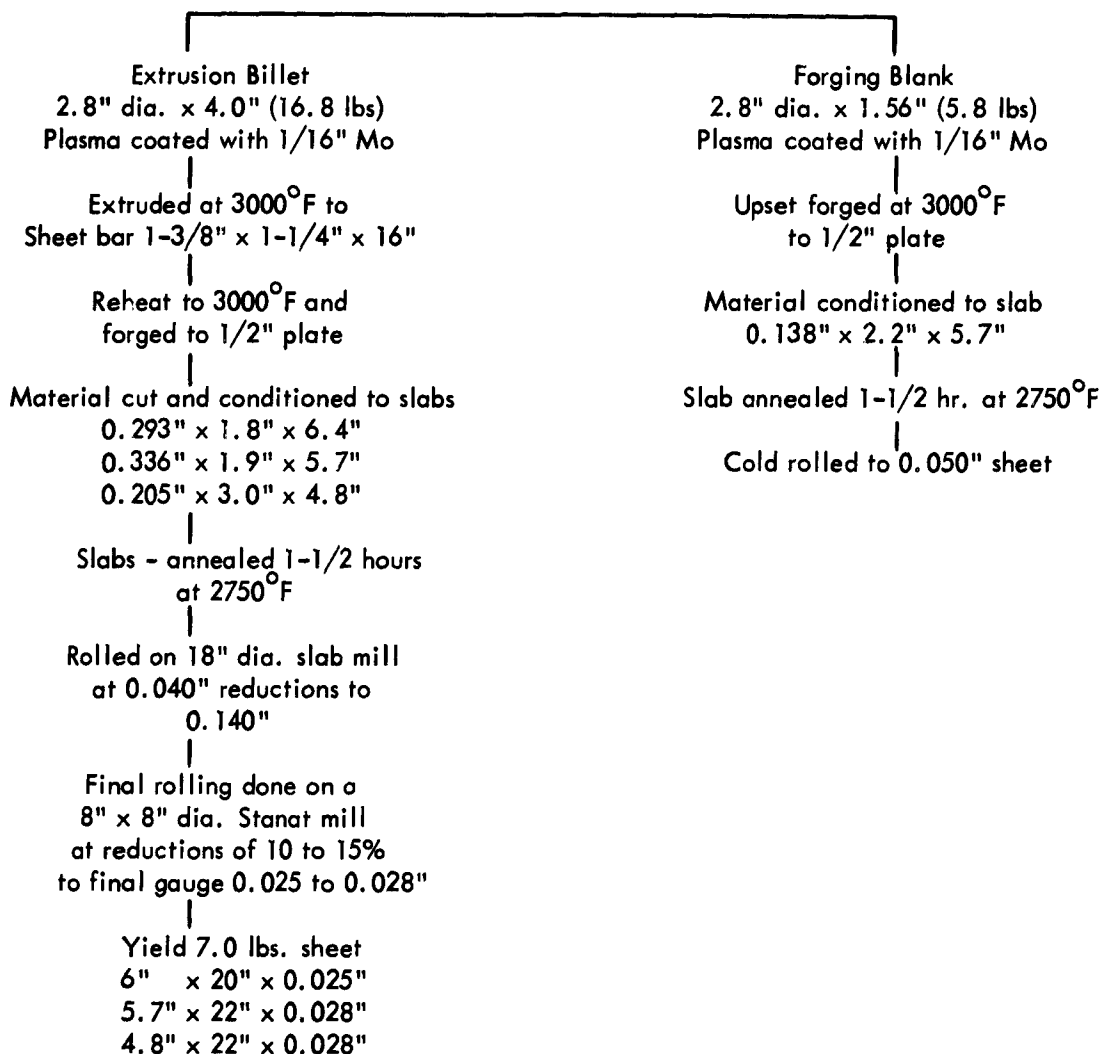 Extrusion Billet
2.8" dia. x 4.0" (16.8 lbs)
Plasma coated with 1/16" Mo
Extruded at 3000°F to
Sheet bar 1-3/8" x 1-1/4" x 16"
Reheat to 3000°F and
forged to 1/2" plate
Material cut and conditioned to slabs
0.293" x 1.8" x 6.4"
0.336" x 1.9" x 5.7"
0.205" x 3.0" x 4.8"
Slabs - annealed 1-1/2 hours
at 2750°F
Rolled on 18" dia. slab mill
at 0.040" reductions to
0.140"
Final rolling done on a
8" x 8" dia. Stanat mill
at reductions of 10 to 15%
to final gauge 0.025 to 0.028"
Yield 7.0 lbs. sheet
6" x 20" x 0.025"
5.7" x 22" x 0.028"
4.8" x 22" x 0.028"
Forging Blank
2.8" dia. x 1.56" (5.8 lbs)
Plasma coated with 1/16" Mo
Upset forged at 3000°F
to 1/2" plate
Material conditioned to slab
0.138" x 2.2" x 5.7"
Slab annealed 1-1/2 hr. at 2750°F
Cold rolled to 0.050" sheet